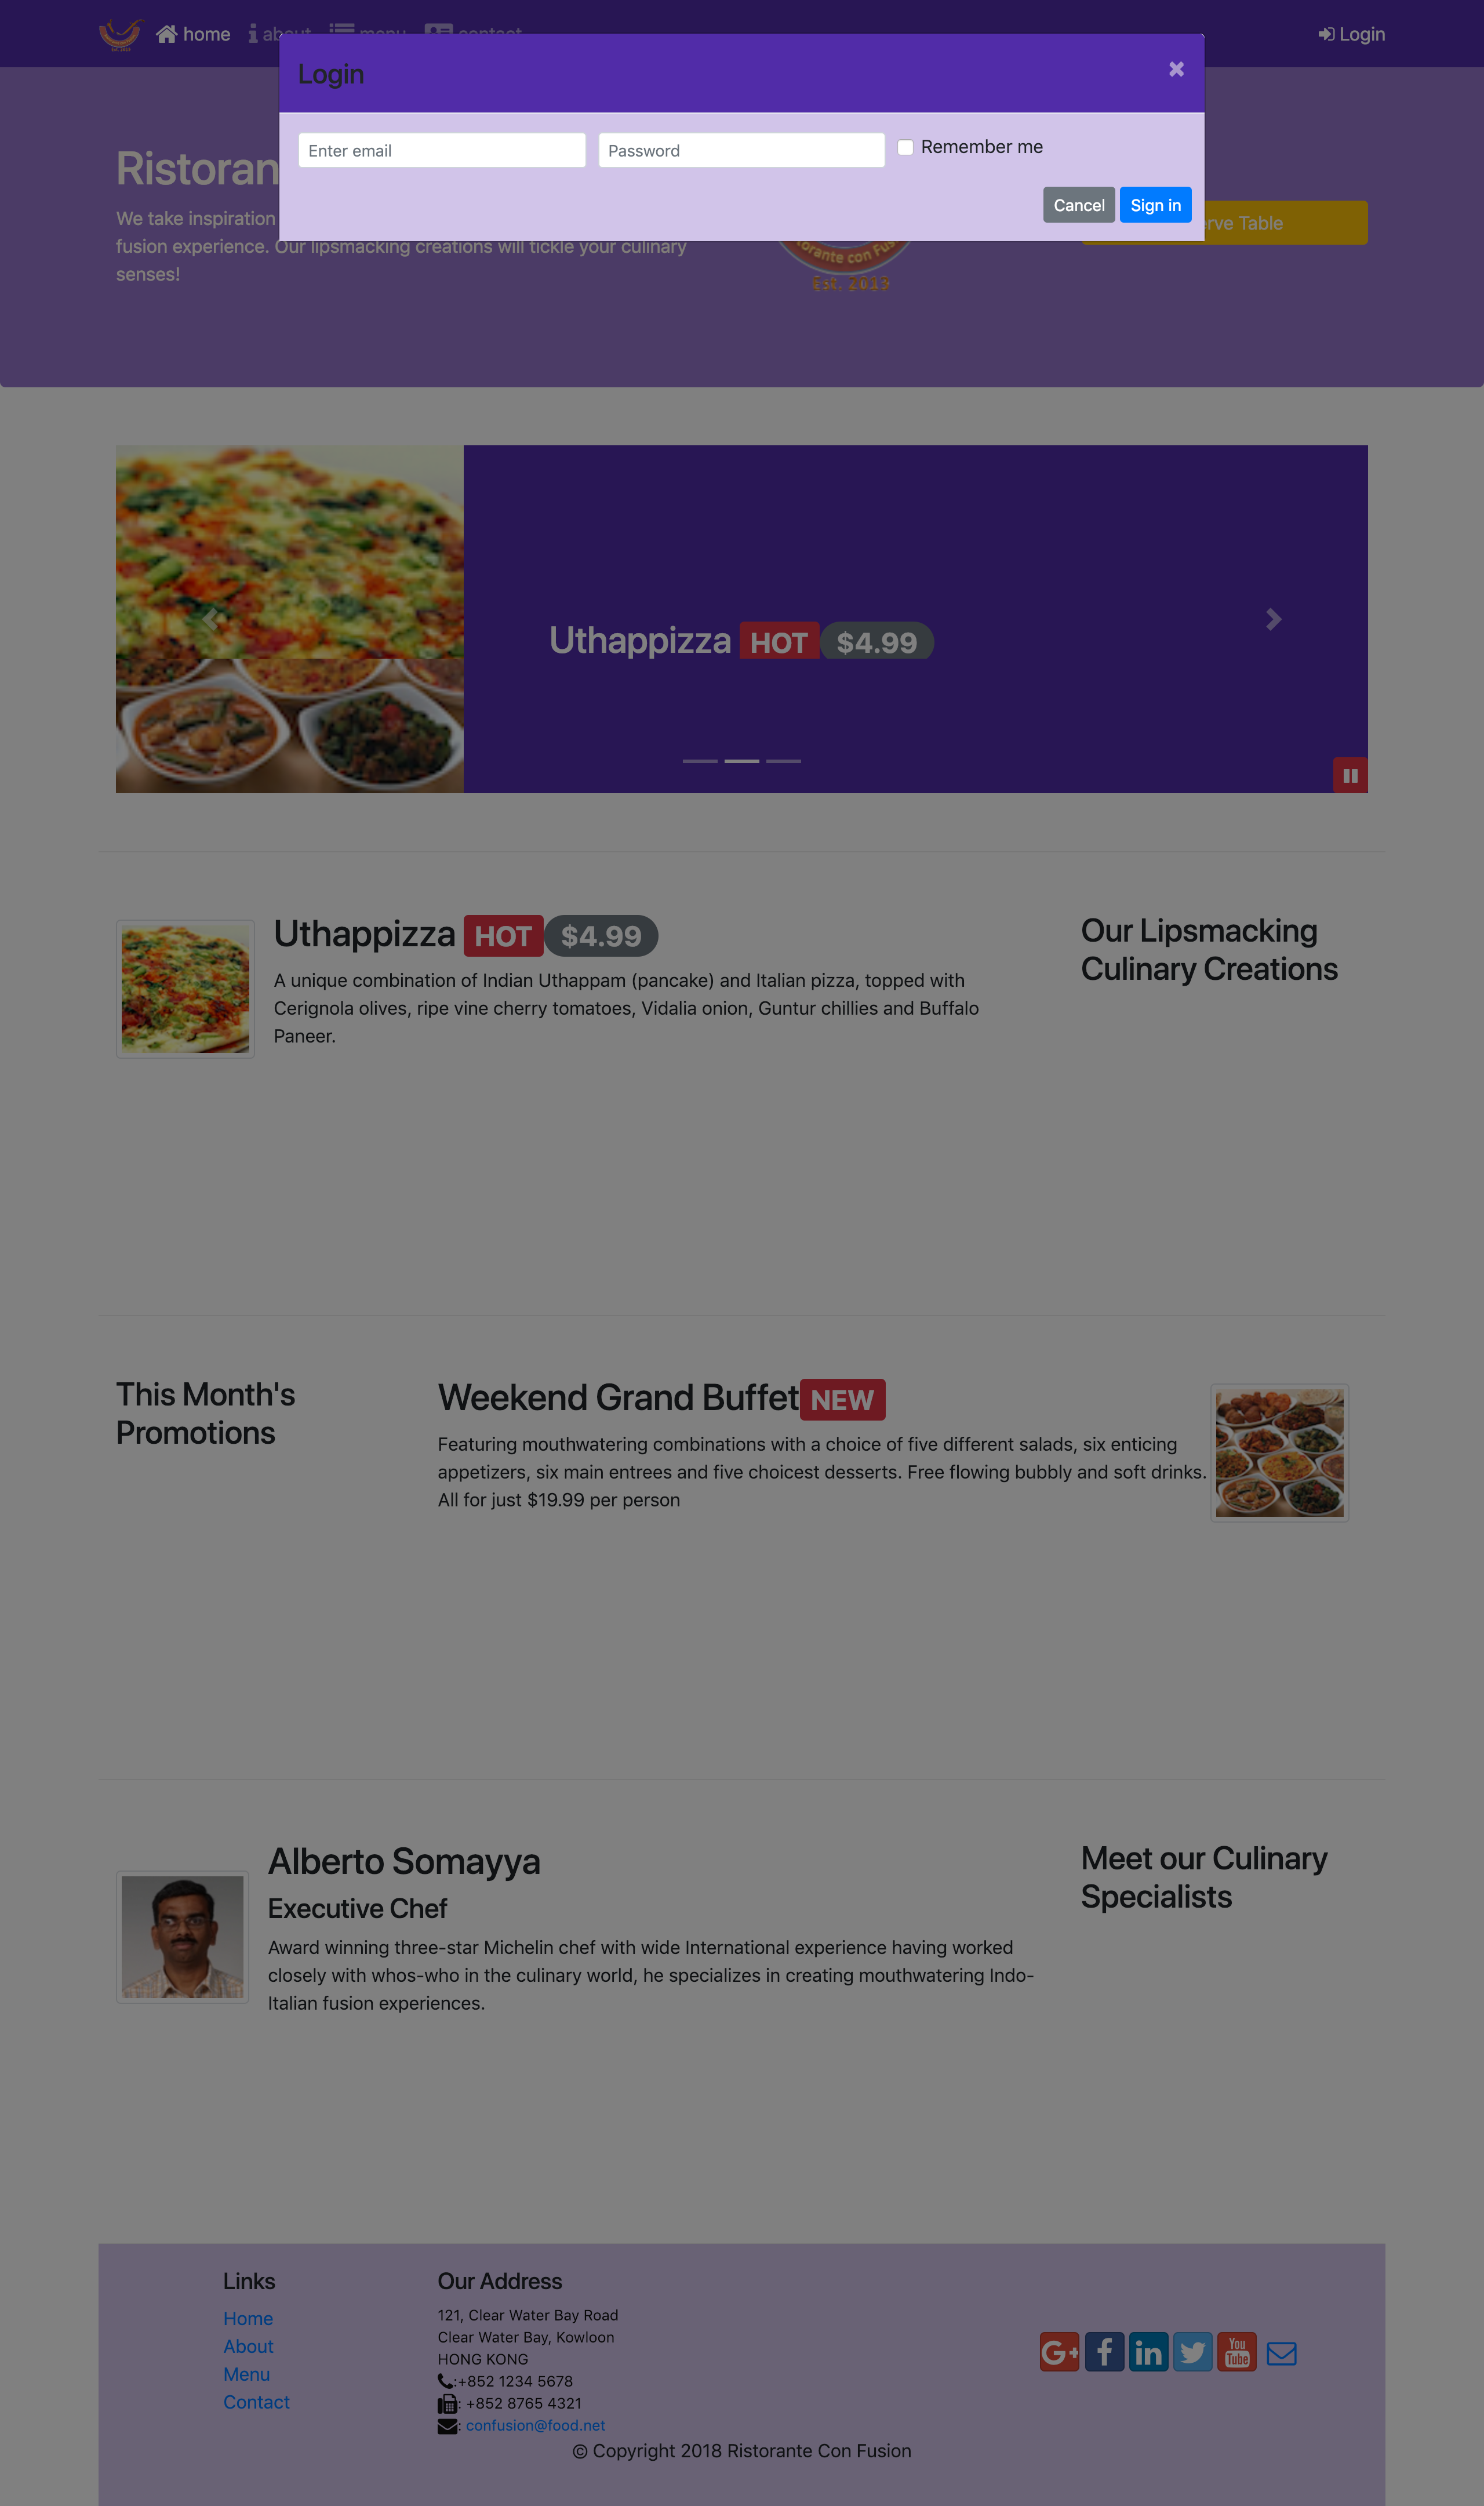 home about menu contact Login
Login ×
Enter email Password Remember me
Cancel Sign in
Ristoran
We take inspiration
fusion experience. Our lipsmacking creations will tickle your culinary
senses!
Table
Est. 2019
Uthappizza HOT $4.99
Uthappizza HOT $4.99
A unique combination of Indian Uthappam (pancake) and Italian pizza, topped with
Cerignola olives, ripe vine cherry tomatoes, Vidalia onion, Guntur chillies and Buffalo
Paneer.
Our Lipsmacking
Culinary Creations
This Month's
Promotions
Weekend Grand Buffet NEW
Featuring mouthwatering combinations with a choice of five different salads, six enticing
appetizers, six main entrees and five choicest desserts. Free flowing bubbly and soft drinks.
All for just $19.99 per person
Alberto Somayya
Executive Chef
Award winning three-star Michelin chef with wide International experience having worked
closely with whos-who in the culinary world, he specializes in creating mouthwatering Indo-
Italian fusion experiences.
Meet our Culinary
Specialists
Links
Home
About
Menu
Contact
Our Address
121, Clear Water Bay Road
Clear Water Bay, Kowloon
HONG KONG
:+852 1234 5678
: +852 8765 4321
: confusion@food.net
G+ f in You Tube
© Copyright 2018 Ristorante Con Fusion